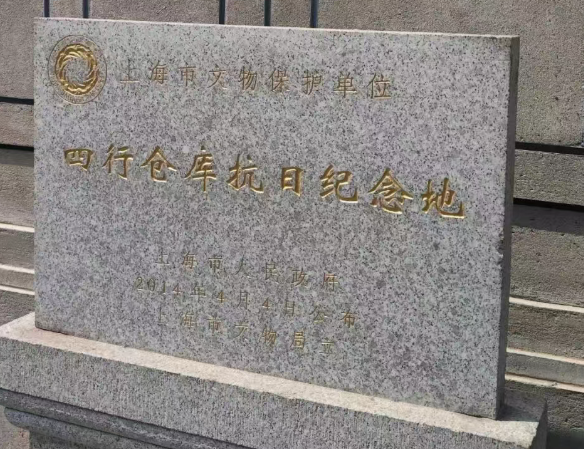 上海市文物保护单位
四行仓库抗日纪念地
上海市人民政府
2014年4月4日公布
上海市文物局立